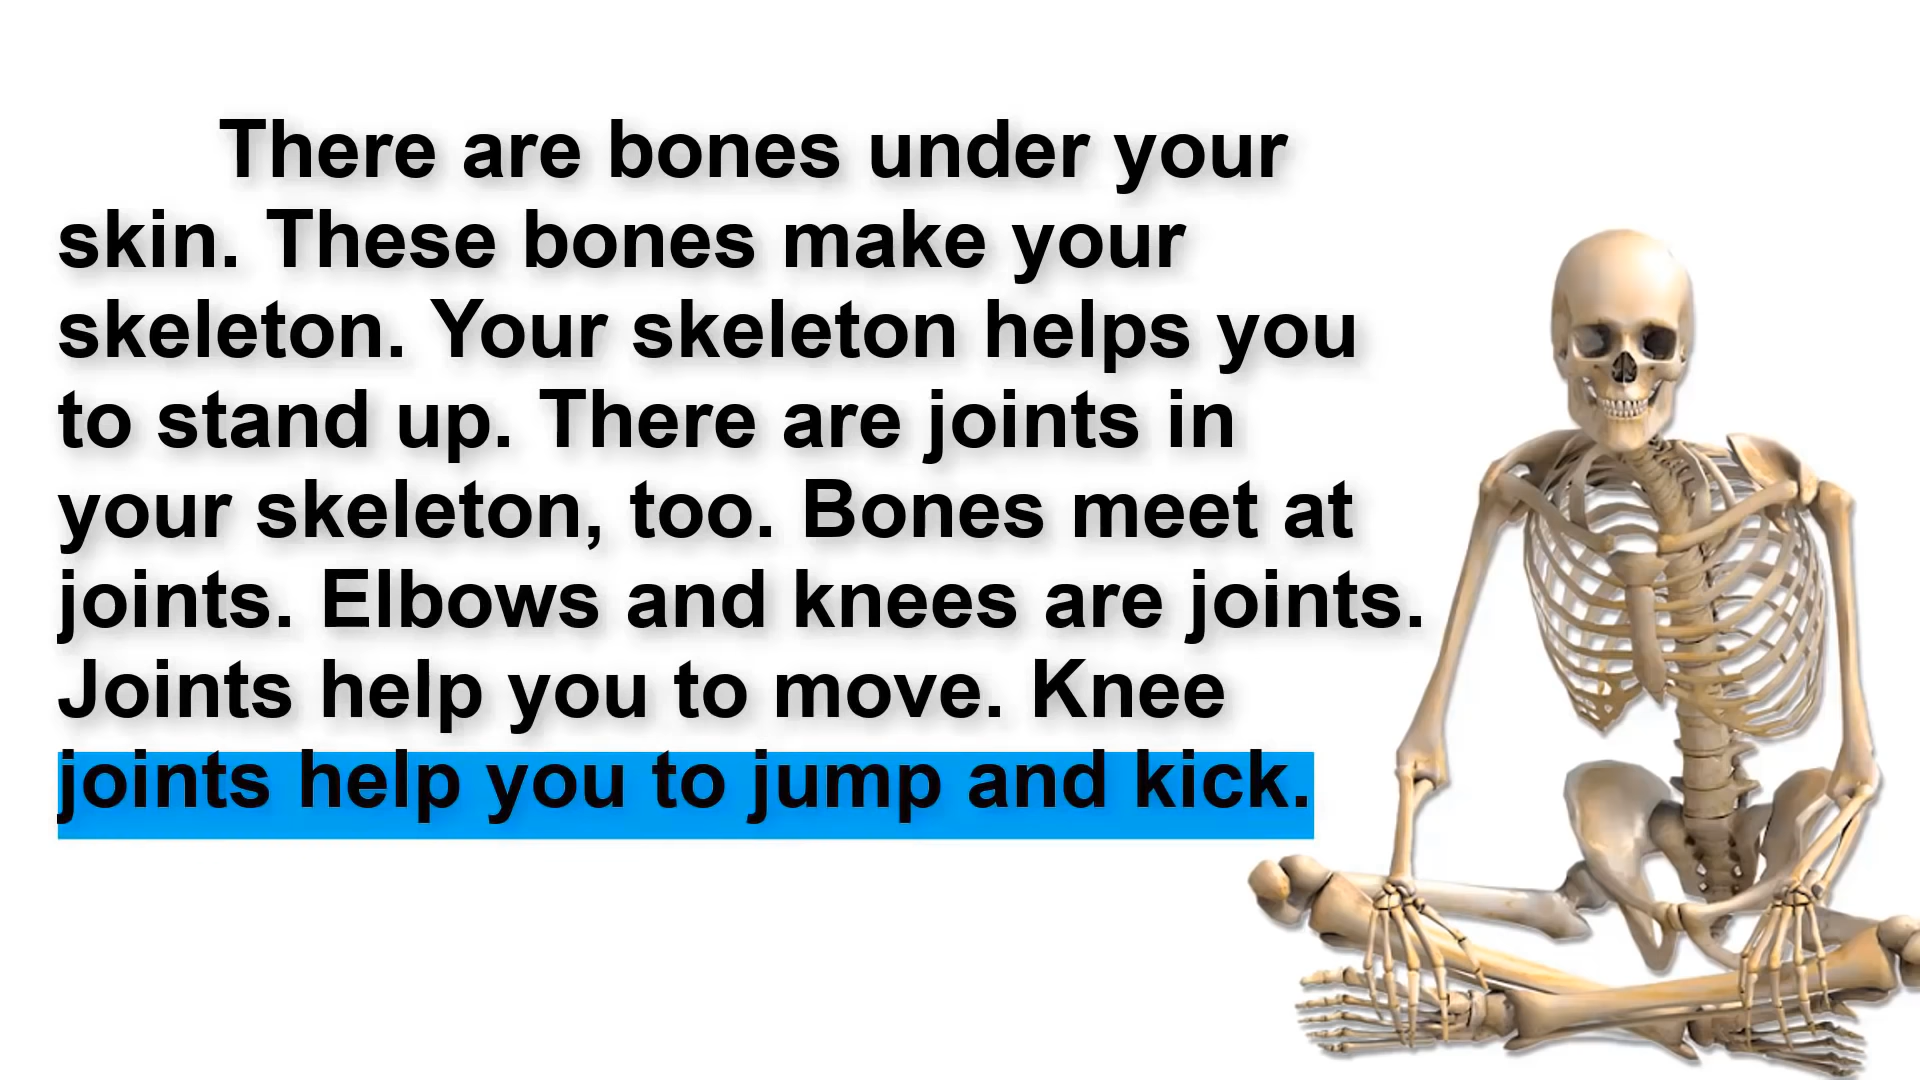 There are bones under your
skin. These bones make your
skeleton. Your skeleton helps you
to stand up. There are joints in
your skeleton, too. Bones meet at
joints. Elbows and knees are joints.
Joints help you to move. Knee
joints help you to jump and kick.